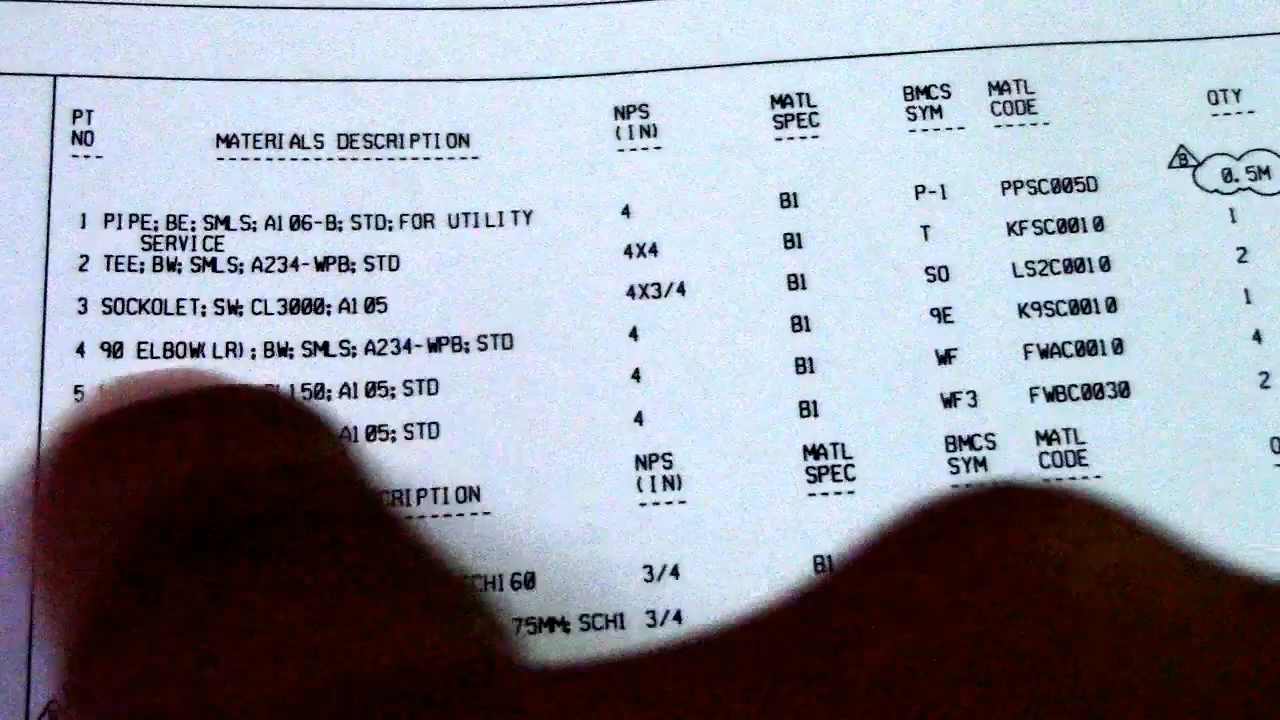 PT NO MATERIALS DESCRIPTION NPS (IN) MATL SPEC BMCS SYM MATL CODE QTY
B
1 PIPE; BE; SMLS; A106-B; STD; FOR UTILITY 4 B1 P-1 PPSC005D 0.5M
SERVICE
2 TEE; BW; SMLS; A234-WPB; STD 4X4 B1 T KFSC0010 1
3 SOCKOLET; SW; CL3000; A105 4X3/4 B1 SO LS2C0010 2
4 90 ELBOW(LR); BW; SMLS; A234-WPB; STD 4 B1 9E K9SC0010 1
5 A105; STD 4 B1 WF FWAC0010 4
A105; STD 4 B1 WF3 FWBC0030 2
NPS (IN) MATL SPEC BMCS SYM MATL CODE
3/4 B1
75MM; SCH1 3/4